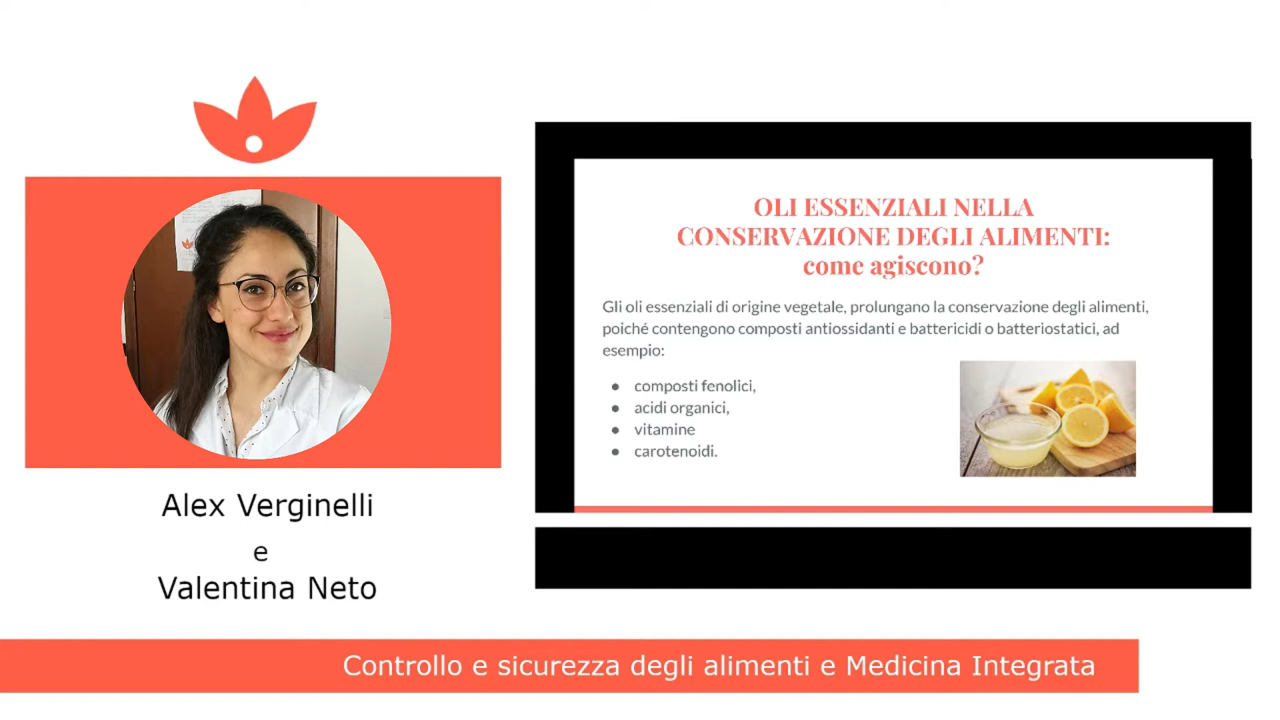 Alex Verginelli
e
Valentina Neto
OLI ESSENZIALI NELLA
CONSERVAZIONE DEGLI ALIMENTI:
come agiscono?
Gli oli essenziali di origine vegetale, prolungano la conservazione degli alimenti,
poiché contengono composti antiossidanti e battericidi o batteriostatici, ad
esempio:
● composti fenolici,
● acidi organici,
● vitamine
● carotenoidi.
Controllo e sicurezza degli alimenti e Medicina Integrata